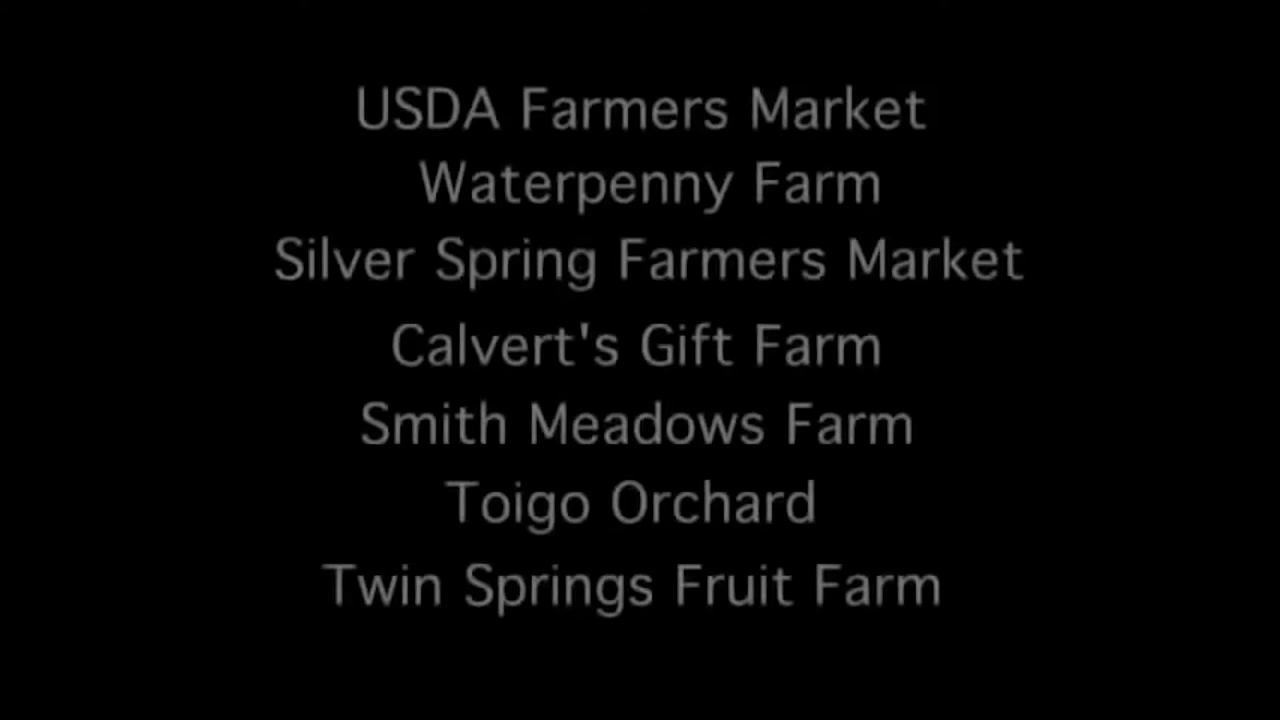 USDA Farmers Market
Waterpenny Farm
Silver Spring Farmers Market
Calvert's Gift Farm
Smith Meadows Farm
Toigo Orchard
Twin Springs Fruit Farm